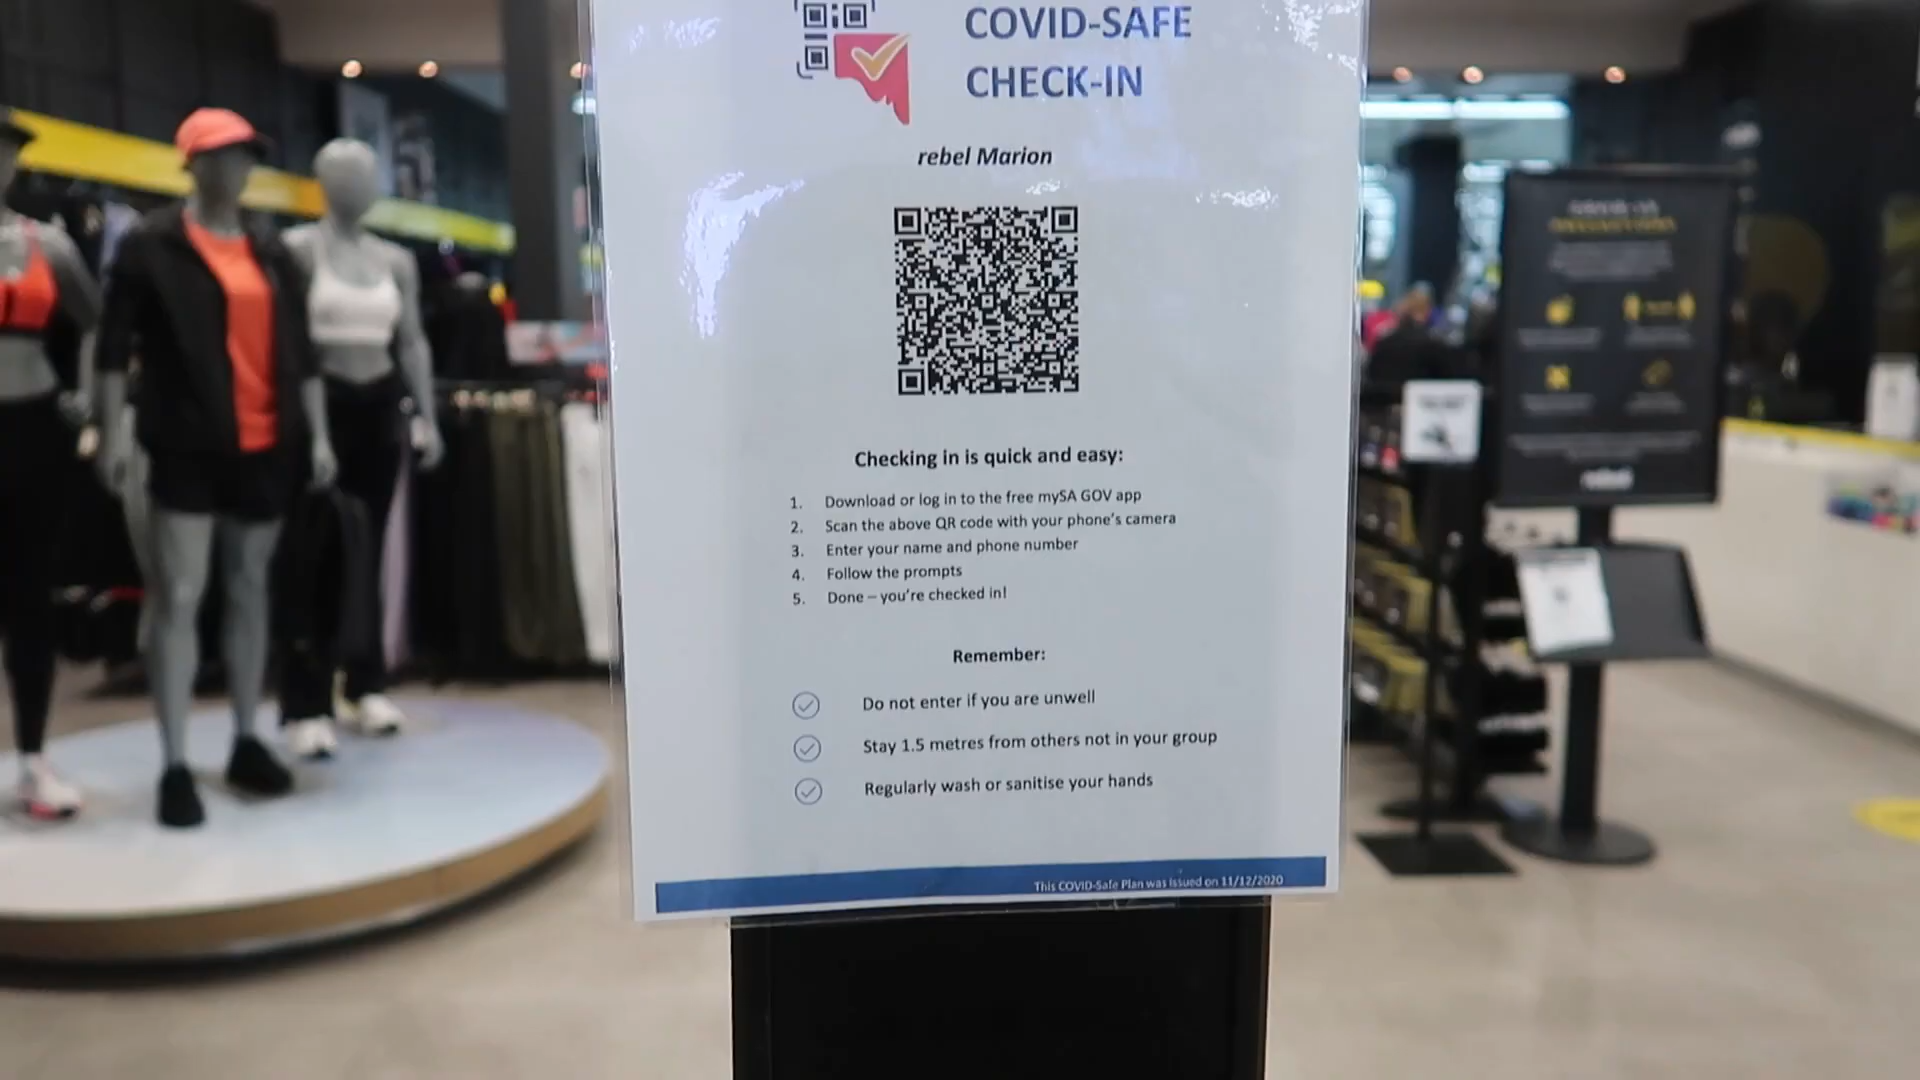 COVID-SAFE
CHECK-IN
rebel Marion
Checking in is quick and easy:
1. Download or log in to the free mySA GOV app
2. Scan the above QR code with your phone's camera
3. Enter your name and phone number
4. Follow the prompts
5. Done – you're checked in!
Remember:
Do not enter if you are unwell
Stay 1.5 metres from others not in your group
Regularly wash or sanitise your hands
This COVID-Safe Plan was issued on 11/12/2020